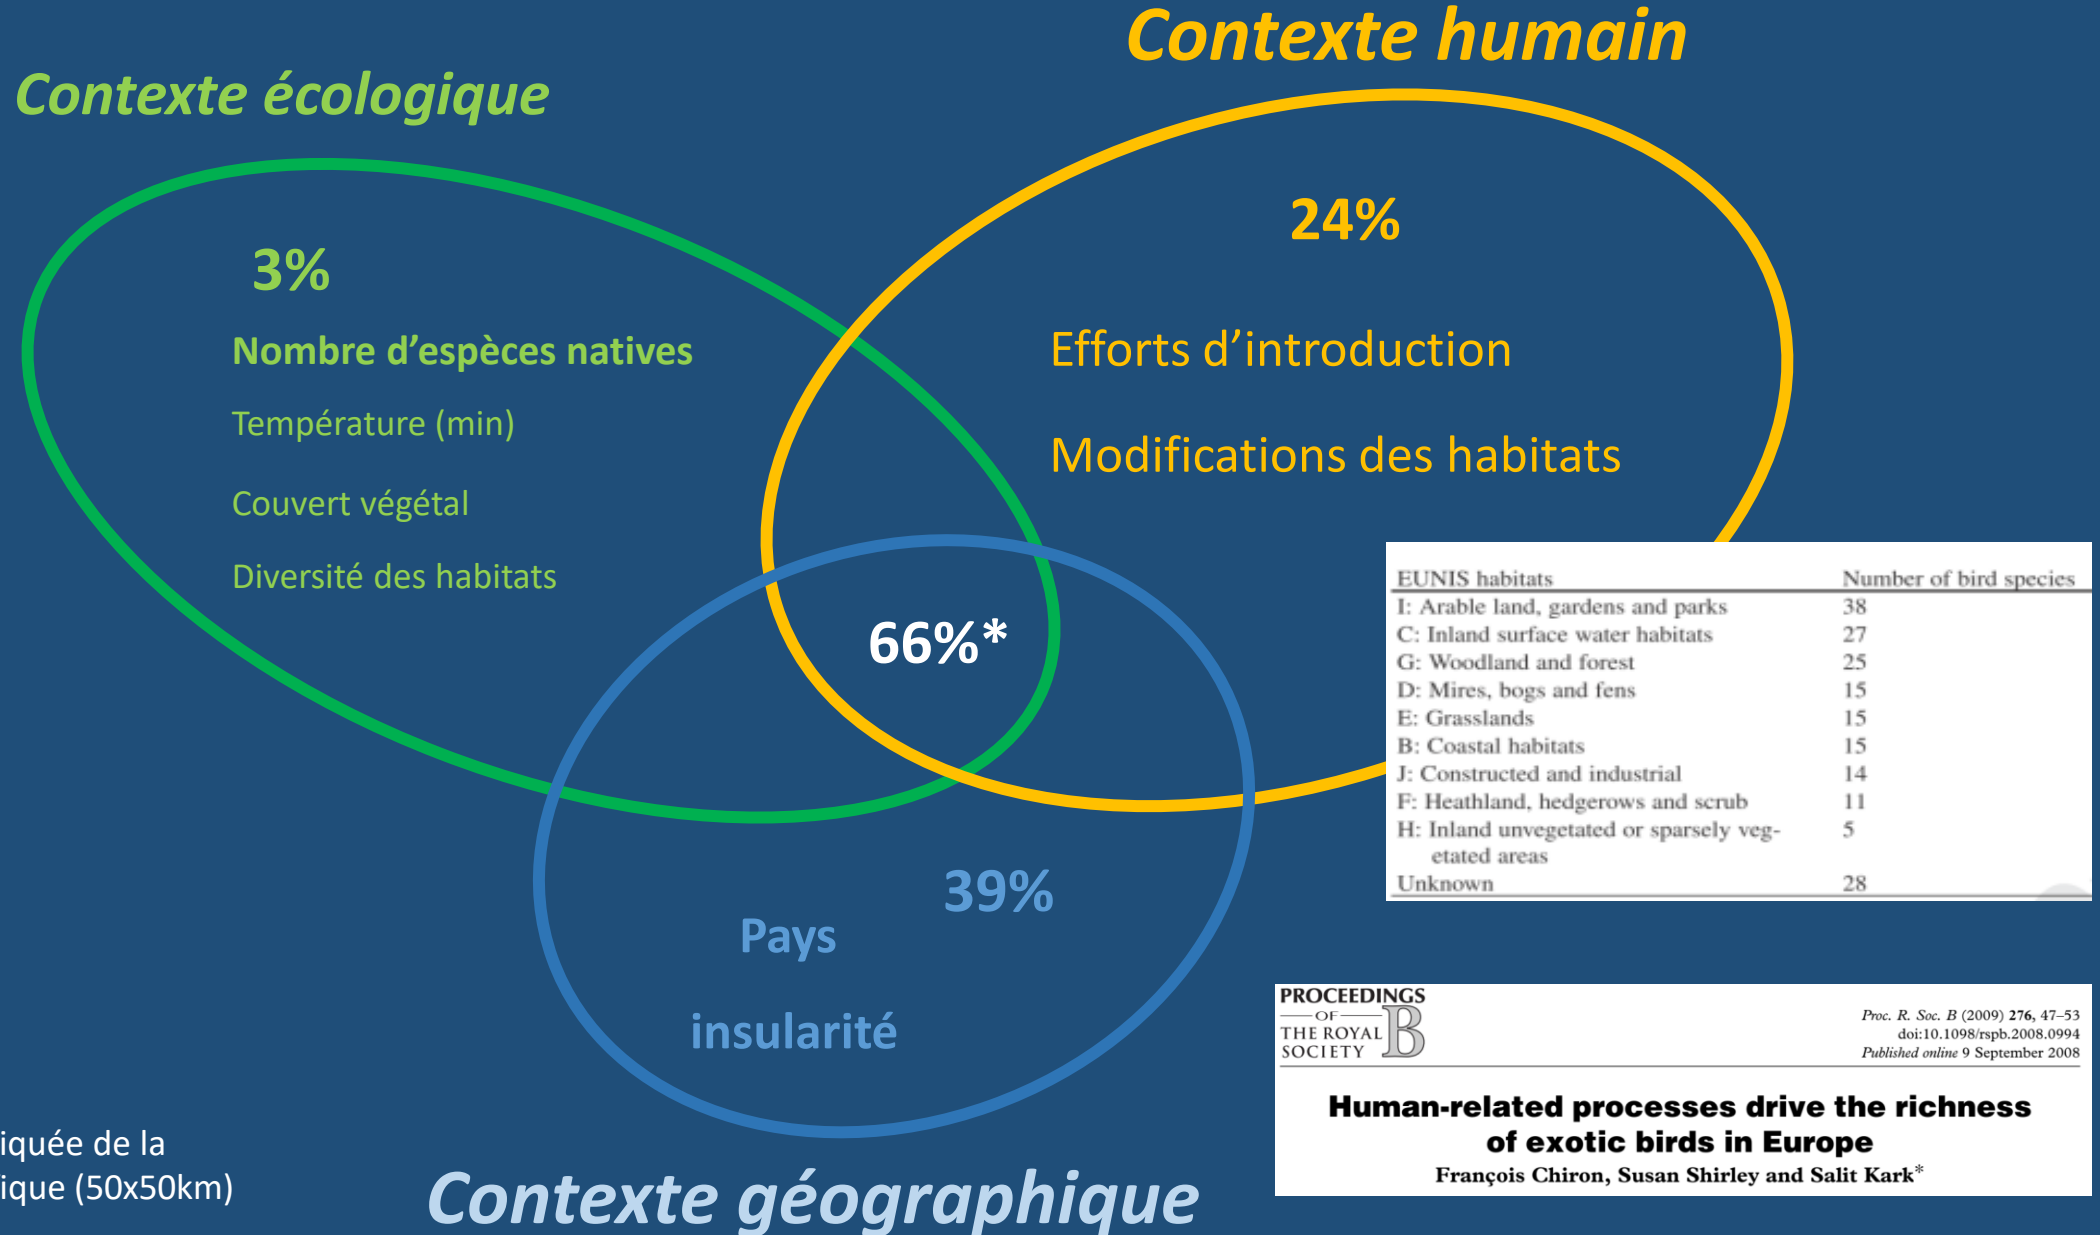 Contexte humain
Contexte écologique
24%
3%
Nombre d'espèces natives
Température (min)
Couvert végétal
Diversité des habitats
Efforts d'introduction
Modifications des habitats
66%*
EUNIS habitats Number of bird species
I: Arable land, gardens and parks 38
C: Inland surface water habitats 27
G: Woodland and forest 25
D: Mires, bogs and fens 15
E: Grasslands 15
B: Coastal habitats 15
J: Constructed and industrial 14
F: Heathland, hedgerows and scrub 11
H: Inland unvegetated or sparsely veg- 5
etated areas
Unknown 28
39%
Pays
insularité
PROCEEDINGS
OF
THE ROYAL
SOCIETY B
Proc. R. Soc. B (2009) 276, 47–53
doi:10.1098/rspb.2008.0994
Published online 9 September 2008
Human-related processes drive the richness
of exotic birds in Europe
François Chiron, Susan Shirley and Salit Kark*
iquée de la
ique (50x50km)
Contexte géographique